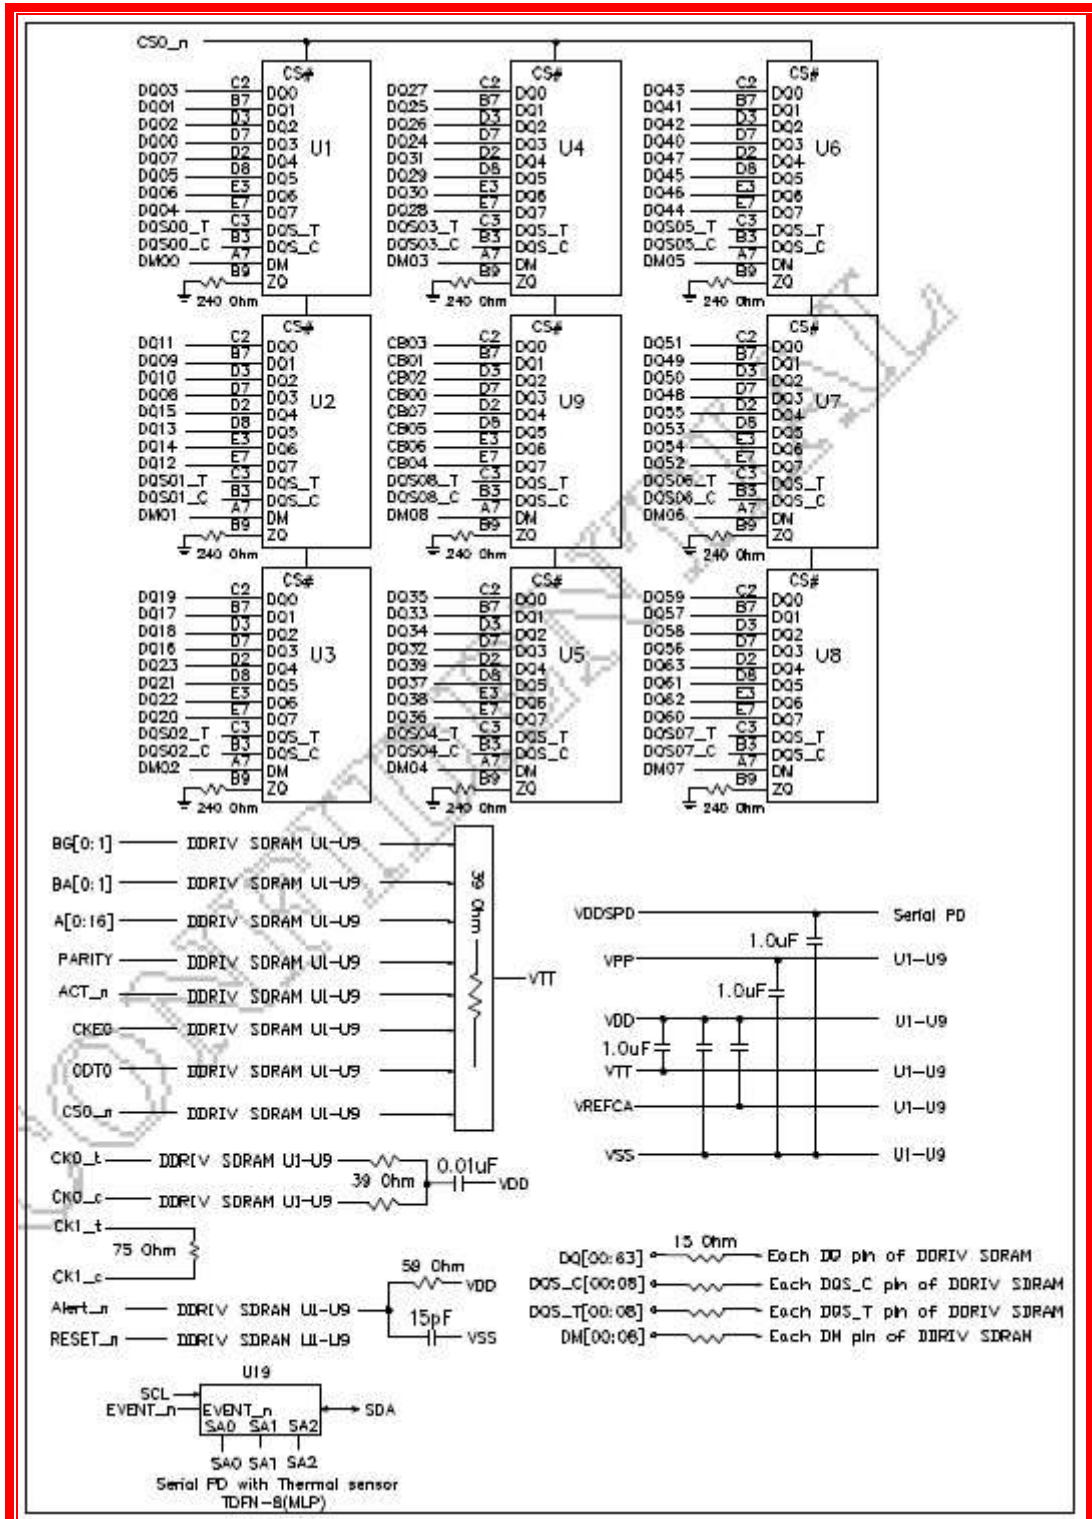 CS0_n
CS# CS# CS#
DQ03 C2 DQ0 DQ27 C2 DQ0 DQ43 C2 DQ0
DQ01 B7 DQ1 DQ25 B7 DQ1 DQ41 B7 DQ1
DQ02 D3 DQ2 DQ26 D3 DQ2 DQ42 D3 DQ2
DQ00 D7 DQ3 U1 DQ24 D7 DQ3 U4 DQ40 D7 DQ3 U6
DQ07 D2 DQ4 DQ31 D2 DQ4 DQ47 D2 DQ4
DQ05 D8 DQ5 DQ29 D8 DQ5 DQ45 D8 DQ5
DQ06 E3 DQ6 DQ30 E3 DQ6 DQ46 E3 DQ6
DQ04 E7 DQ7 DQ28 E7 DQ7 DQ44 E7 DQ7
DQS00_T C3 DQS_T DQS03_T C3 DQS_T DQS05_T C3 DQS_T
DQS00_C B3 DQS_C DQS03_C B3 DQS_C DQS05_C B3 DQS_C
DM00 A7 DM DM03 A7 DM DM05 A7 DM
B9 ZQ B9 ZQ B9 ZQ
240 Ohm 240 Ohm 240 Ohm
CS# CS# CS#
DQ11 C2 DQ0 CB03 C2 DQ0 DQ51 C2 DQ0
DQ09 B7 DQ1 CB01 B7 DQ1 DQ49 B7 DQ1
DQ10 D3 DQ2 CB02 D3 DQ2 DQ50 D3 DQ2
DQ08 D7 DQ3 U2 CB00 D7 DQ3 U9 DQ48 D7 DQ3 U7
DQ15 D2 DQ4 CB07 D2 DQ4 DQ55 D2 DQ4
DQ13 D8 DQ5 CB05 D8 DQ5 DQ53 D8 DQ5
DQ14 E3 DQ6 CB06 E3 DQ6 DQ54 E3 DQ6
DQ12 E7 DQ7 CB04 E7 DQ7 DQ52 E7 DQ7
DQS01_T C3 DQS_T DQS08_T C3 DQS_T DQS06_T C3 DQS_T
DQS01_C B3 DQS_C DQS08_C B3 DQS_C DQS06_C B3 DQS_C
DM01 A7 DM DM08 A7 DM DM06 A7 DM
B9 ZQ B9 ZQ B9 ZQ
240 Ohm 240 Ohm 240 Ohm
CS# CS# CS#
DQ19 C2 DQ0 DQ35 C2 DQ0 DQ59 C2 DQ0
DQ17 B7 DQ1 DQ33 B7 DQ1 DQ57 B7 DQ1
DQ18 D3 DQ2 DQ34 D3 DQ2 DQ58 D3 DQ2
DQ16 D7 DQ3 U3 DQ32 D7 DQ3 U5 DQ56 D7 DQ3 U8
DQ23 D2 DQ4 DQ39 D2 DQ4 DQ63 D2 DQ4
DQ21 D8 DQ5 DQ37 D8 DQ5 DQ61 D8 DQ5
DQ22 E3 DQ6 DQ38 E3 DQ6 DQ62 E3 DQ6
DQ20 E7 DQ7 DQ36 E7 DQ7 DQ60 E7 DQ7
DQS02_T C3 DQS_T DQS04_T C3 DQS_T DQS07_T C3 DQS_T
DQS02_C B3 DQS_C DQS04_C B3 DQS_C DQS07_C B3 DQS_C
DM02 A7 DM DM04 A7 DM DM07 A7 DM
B9 ZQ B9 ZQ B9 ZQ
240 Ohm 240 Ohm 240 Ohm
BG[0:1] DDRIV SDRAM U1-U9
BA[0:1] DDRIV SDRAM U1-U9
A[0:16] DDRIV SDRAM U1-U9
PARITY DDRIV SDRAM U1-U9
ACT_n DDRIV SDRAM U1-U9
CKE0 DDRIV SDRAM U1-U9
ODT0 DDRIV SDRAM U1-U9
CS0_n DDRIV SDRAM U1-U9
39 Ohm
VTT
VDDSPD Serial PD
1.0uF
VPP U1-U9
1.0uF
VDD U1-U9
1.0uF
VTT U1-U9
VREFCA U1-U9
VSS U1-U9
CK0_t DDRIV SDRAM U1-U9
39 Ohm 0.01uF VDD
CK0_c DDRIV SDRAM U1-U9
CK1_t
75 Ohm
CK1_c
59 Ohm VDD
Alert_n DDRIV SDRAN U1-U9
15pF VSS
RESET_n DDRIV SDRAN U1-U9
15 Ohm
DQ[00:63] Each DQ pin of DDRIV SDRAM
DQS_C[00:08] Each DQS_C pin of DDRIV SDRAM
DQS_T[00:08] Each DQS_T pin of DDRIV SDRAM
DM[00:08] Each DM pin of DDRIV SDRAN
U19
SCL
EVENT_n EVENT_n SDA
SA0 SA1 SA2
SA0 SA1 SA2
Serial PD with Thermal sensor
TDFN-8(MLP)
CONFIDENTIAL